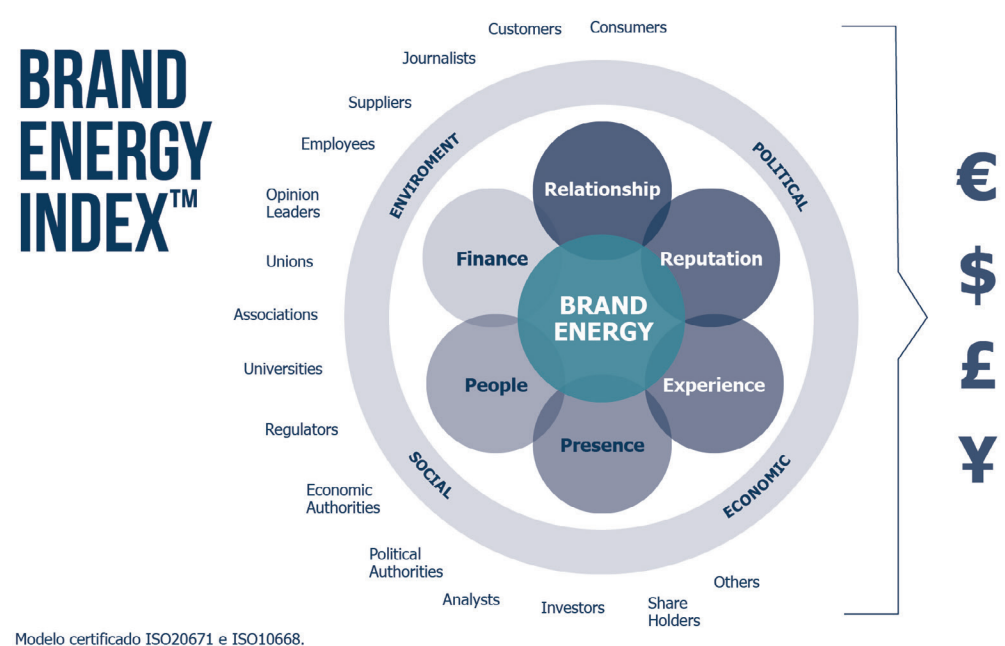 BRAND
ENERGY
INDEX™
Customers
Consumers
Journalists
Suppliers
Employees
Opinion
Leaders
Unions
Associations
Universities
Regulators
Economic
Authorities
Political
Authorities
Analysts
Investors
Share
Holders
Others
ENVIROMENT
POLITICAL
SOCIAL
ECONOMIC
Relationship
Finance
Reputation
BRAND
ENERGY
People
Experience
Presence
€
$
£
¥
Modelo certificado ISO20671 e ISO10668.